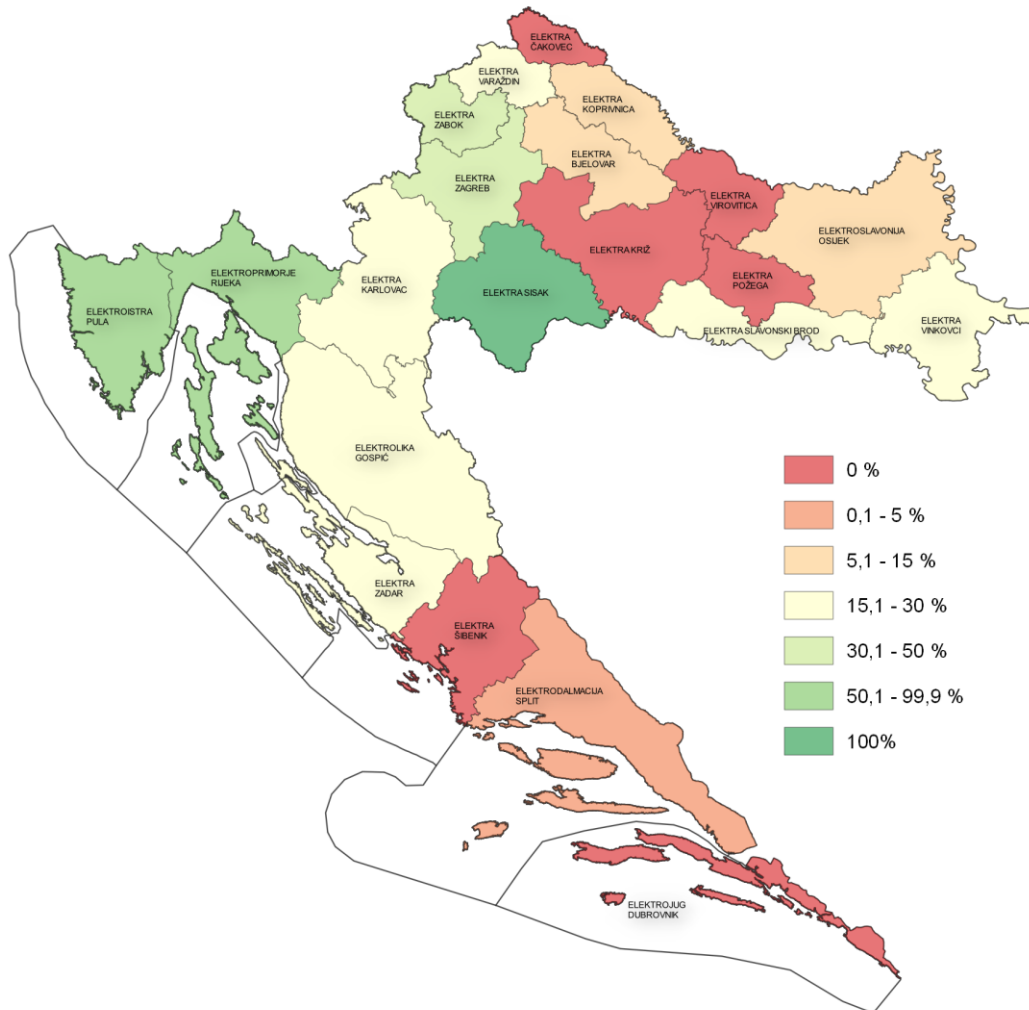 ELEKTRA
ČAKOVEC
ELEKTRA
VARAŽDIN
ELEKTRA
KOPRIVNICA
ELEKTRA
ZABOK
ELEKTRA
BJELOVAR
ELEKTRA
ZAGREB
ELEKTRA
VIROVITICA
ELEKTROSLAVONIJA
OSIJEK
ELEKTRA KRIŽ
ELEKTROPRIMORJE
RIJEKA
ELEKTRA
KARLOVAC
ELEKTRA
POŽEGA
ELEKTRA SISAK
ELEKTROISTRA
PULA
ELEKTRA SLAVONSKI BROD
ELEKTRA
VINKOVCI
ELEKTROLIKA
GOSPIĆ
0 %
0,1 - 5 %
5,1 - 15 %
15,1 - 30 %
30,1 - 50 %
50,1 - 99,9 %
100%
ELEKTRA
ZADAR
ELEKTRA
ŠIBENIK
ELEKTRODALMACIJA
SPLIT
ELEKTROJUG
DUBROVNIK